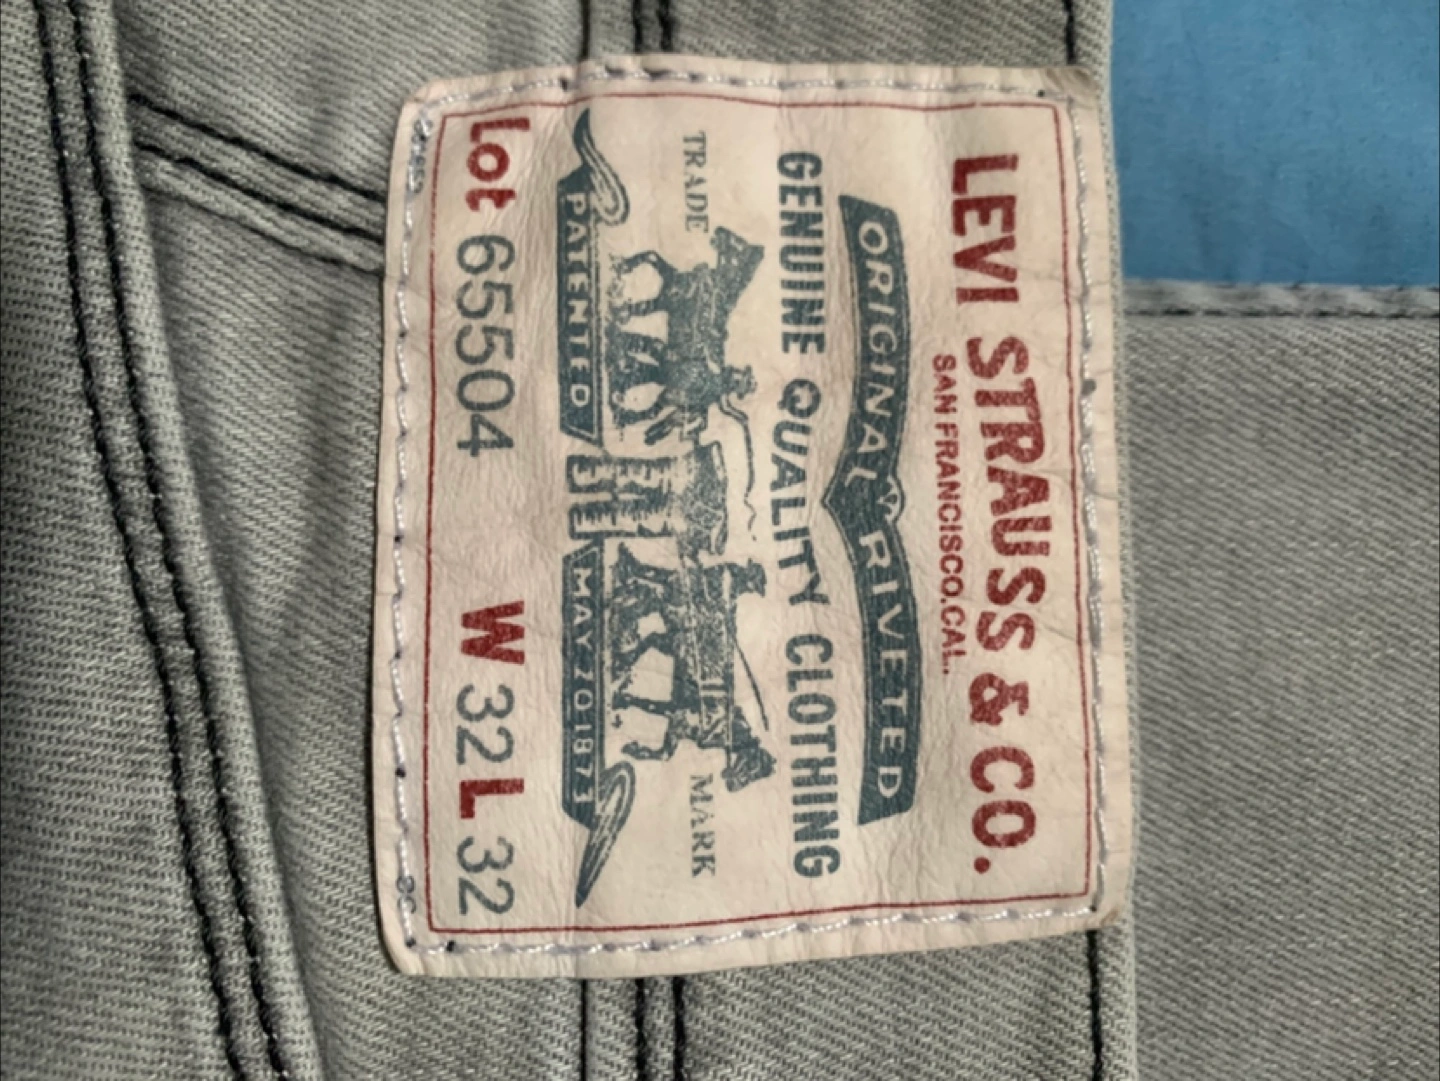 LEVI STRAUSS & CO.
SAN FRANCISCO.CAL.
ORIGINAL RIVETED
GENUINE QUALITY CLOTHING
TRADE MARK
PATENTED MAY 20 1873
Lot 65504 W 32 L 32